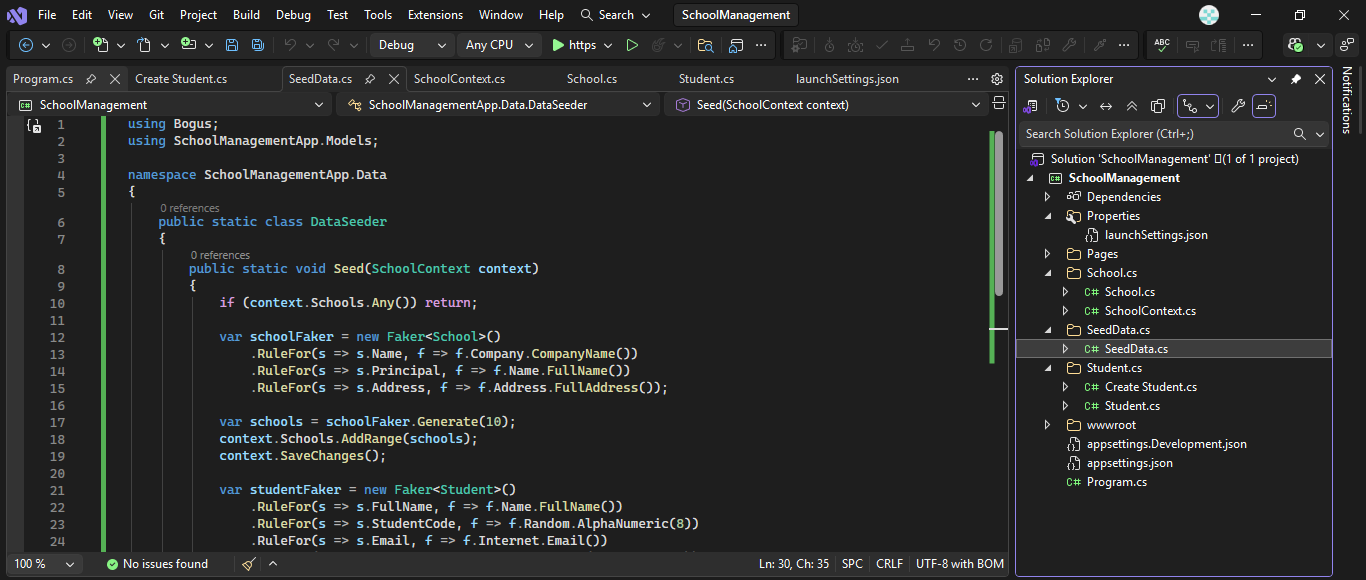 File Edit View Git Project Build Debug Test Tools Extensions Window Help Search SchoolManagement
Debug Any CPU https
Program.cs Create Student.cs SeedData.cs SchoolContext.cs School.cs Student.cs launchSettings.json
SchoolManagement SchoolManagementApp.Data.DataSeeder Seed(SchoolContext context)
1 using Bogus;
2 using SchoolManagementApp.Models;
3
4 namespace SchoolManagementApp.Data
5 {
0 references
6 public static class DataSeeder
7 {
0 references
8 public static void Seed(SchoolContext context)
9 {
10 if (context.Schools.Any()) return;
11
12 var schoolFaker = new Faker<School>()
13 .RuleFor(s => s.Name, f => f.Company.CompanyName())
14 .RuleFor(s => s.Principal, f => f.Name.FullName())
15 .RuleFor(s => s.Address, f => f.Address.FullAddress());
16
17 var schools = schoolFaker.Generate(10);
18 context.Schools.AddRange(schools);
19 context.SaveChanges();
20
21 var studentFaker = new Faker<Student>()
22 .RuleFor(s => s.FullName, f => f.Name.FullName())
23 .RuleFor(s => s.StudentCode, f => f.Random.AlphaNumeric(8))
24 .RuleFor(s => s.Email, f => f.Internet.Email())
100 % No issues found Ln: 30, Ch: 35 SPC CRLF UTF-8 with BOM
Solution Explorer
Search Solution Explorer (Ctrl+;)
Solution 'SchoolManagement' (1 of 1 project)
C# SchoolManagement
Dependencies
Properties
launchSettings.json
Pages
School.cs
C# School.cs
C# SchoolContext.cs
SeedData.cs
C# SeedData.cs
Student.cs
C# Create Student.cs
C# Student.cs
wwwroot
appsettings.Development.json
appsettings.json
C# Program.cs
Notifications
ABC